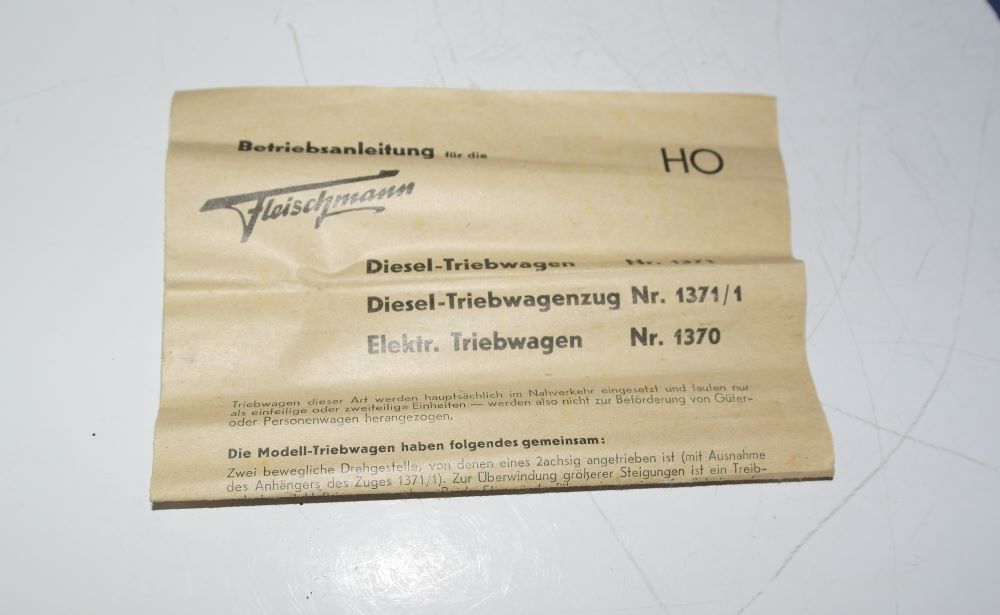 Betriebsanleitung für die
HO
Fleischmann
Diesel-Triebwagen Nr. 1371
Diesel-Triebwagenzug Nr. 1371/1
Elektr. Triebwagen Nr. 1370
Triebwagen dieser Art werden hauptsächlich im Nahverkehr eingesetzt und laufen nur
als einteilige oder zweiteilige Einheiten — werden also nicht zur Beförderung von Güter-
oder Personenwagen herangezogen.
Die Modell-Triebwagen haben folgendes gemeinsam:
Zwei bewegliche Drehgestelle, von denen eines 2achsig angetrieben ist (mit Ausnahme
des Anhängers des Zuges 1371/1). Zur Überwindung größerer Steigungen ist ein Treib-